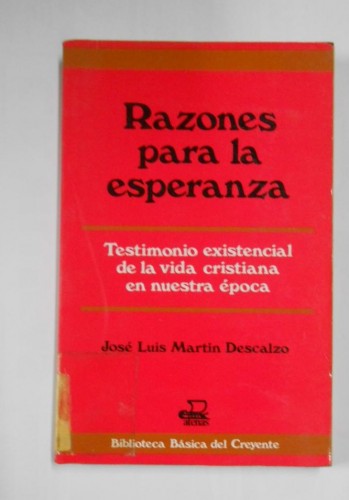 Razones
para la
esperanza
Testimonio existencial
de la vida cristiana
en nuestra época
José Luis Martín Descalzo
atenas
Biblioteca Básica del Creyente